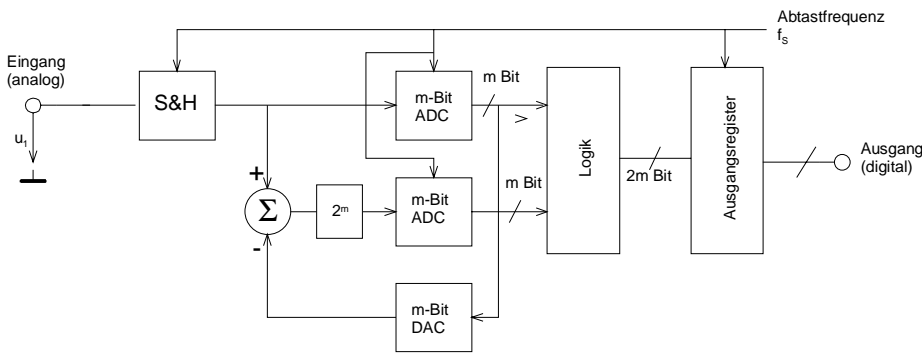 Abtastfrequenz
f_S
Eingang
(analog)
S&H
m-Bit
ADC
m Bit
V
u_1
+
Σ
-
2^m
m-Bit
ADC
m Bit
Logik
2m Bit
Ausgangsregister
Ausgang
(digital)
m-Bit
DAC